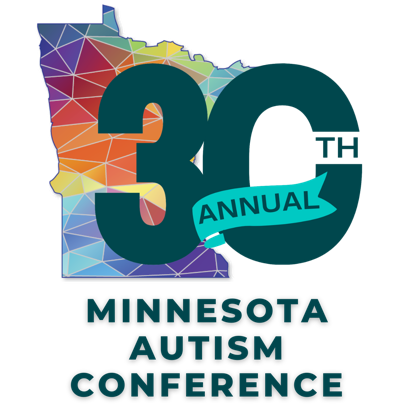 30TH
ANNUAL
MINNESOTA
AUTISM
CONFERENCE